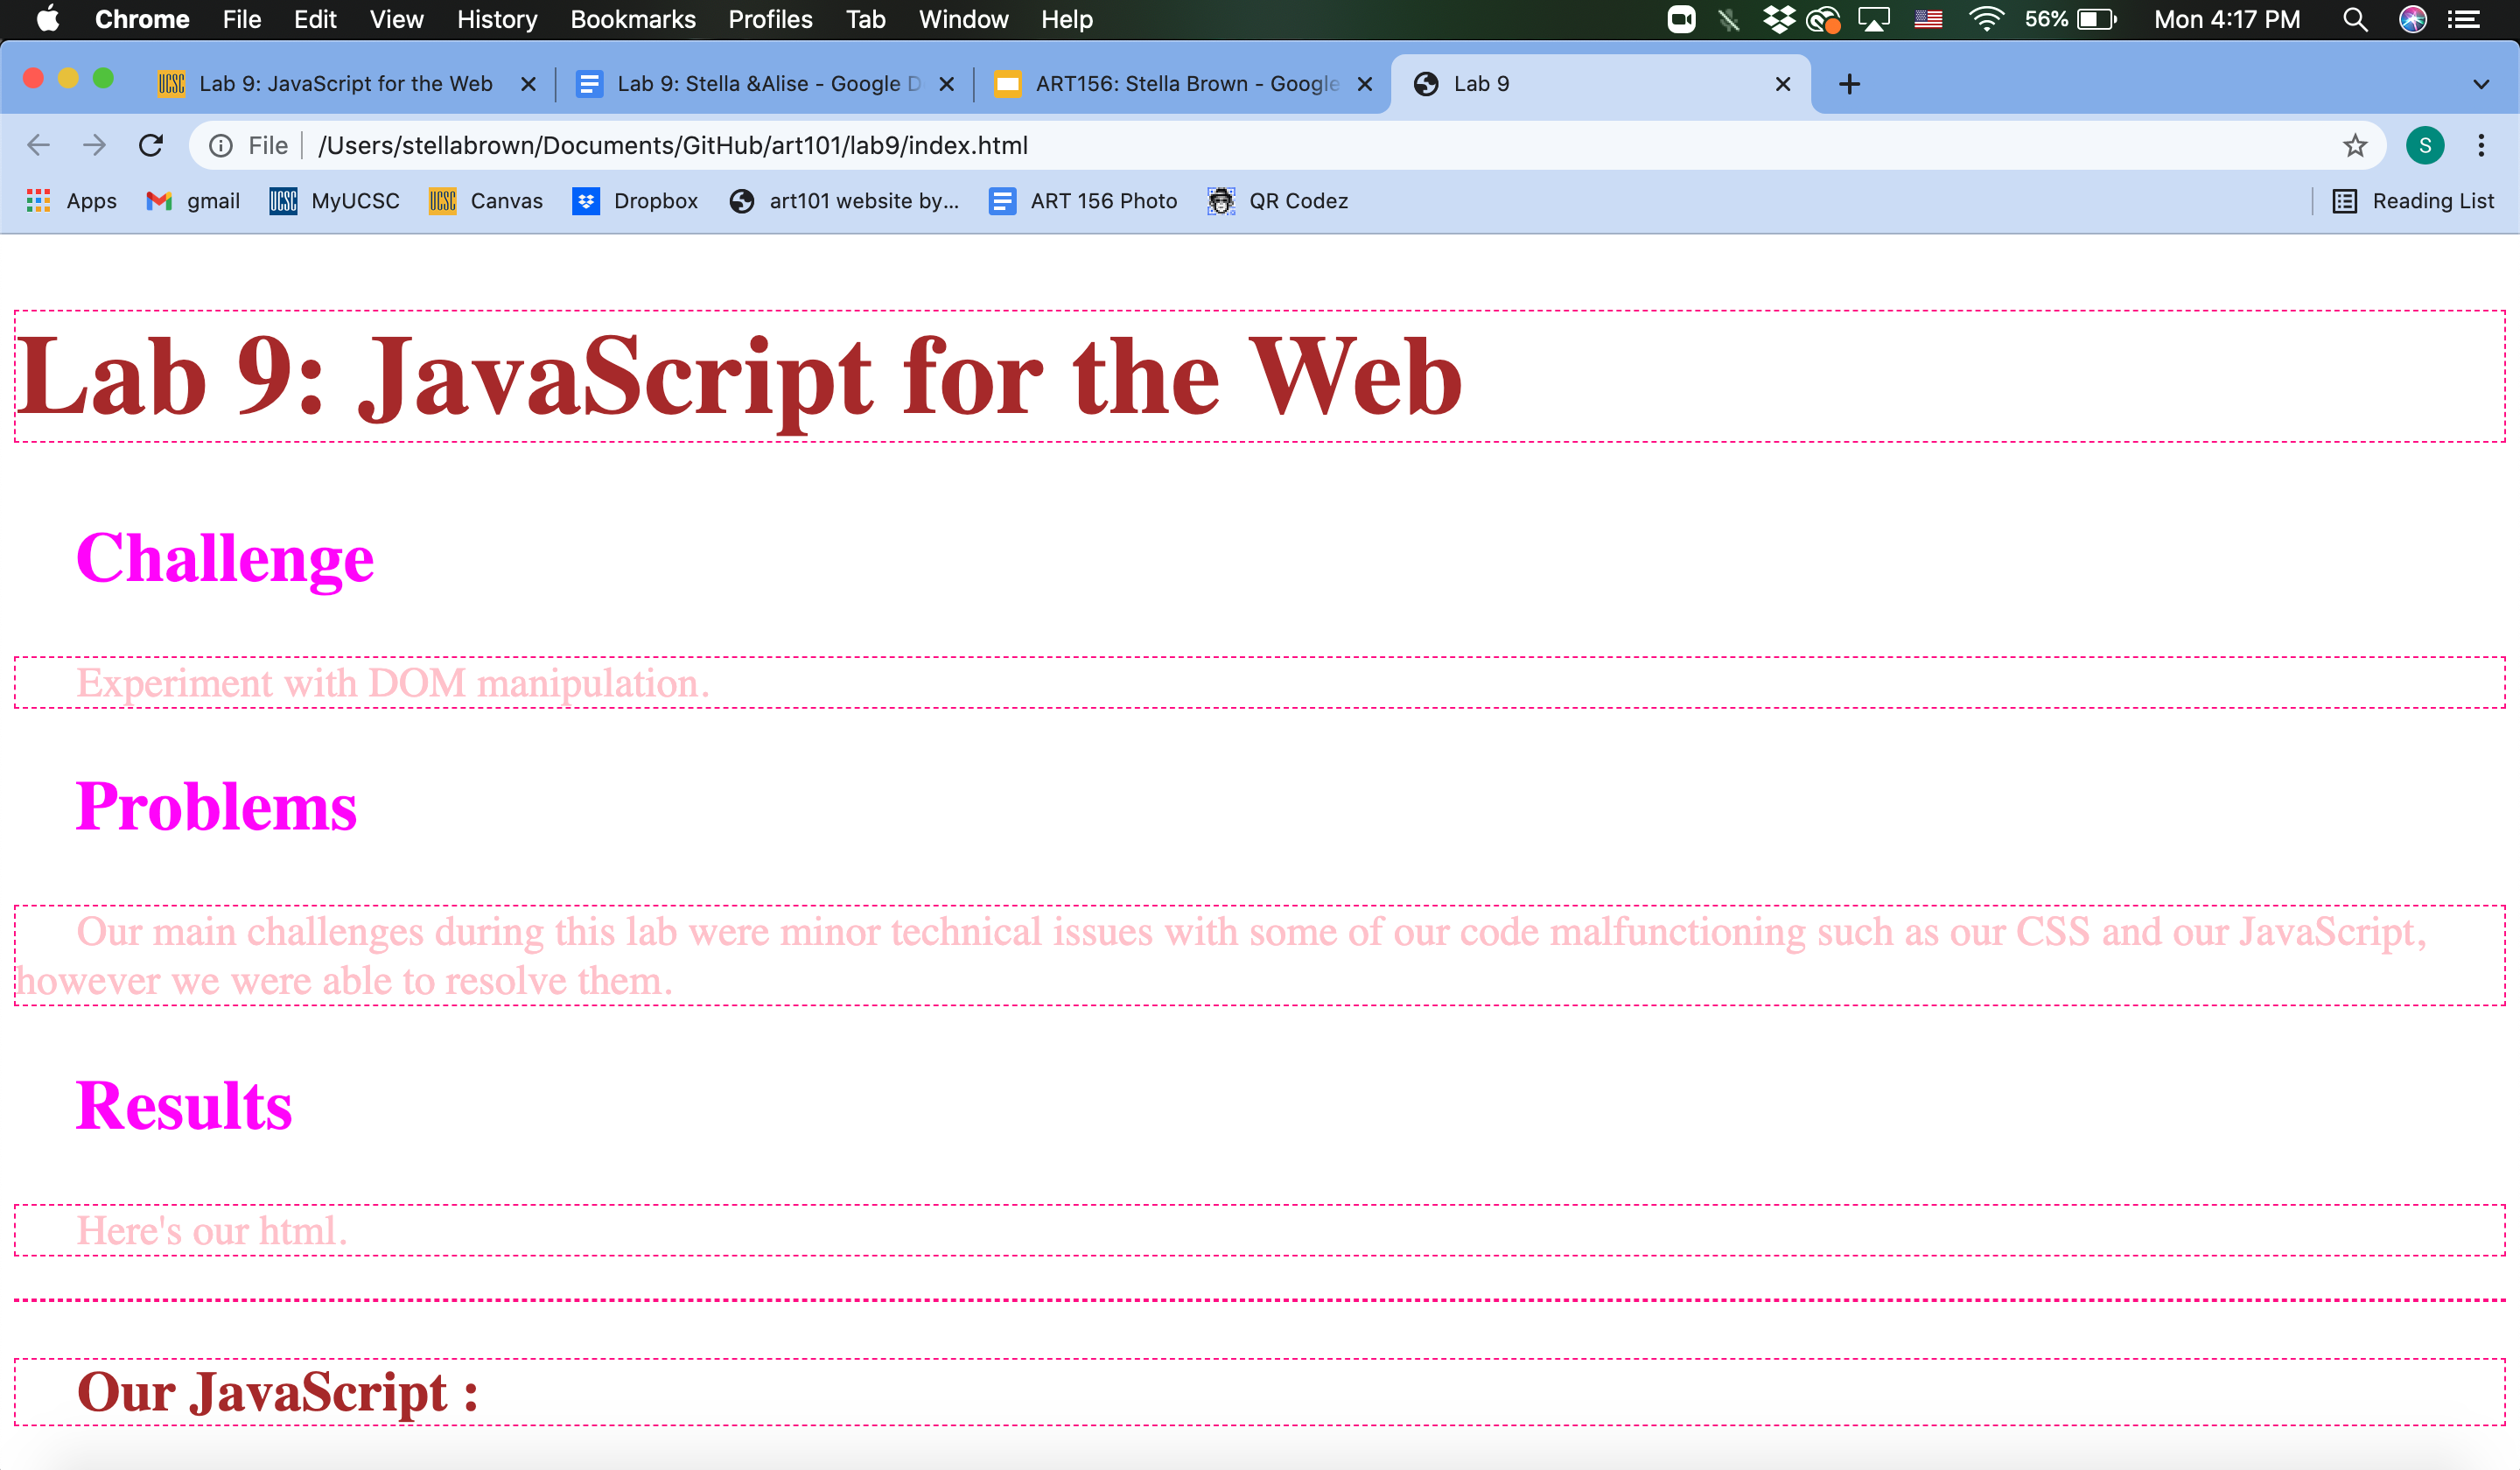 Chrome File Edit View History Bookmarks Profiles Tab Window Help 56% Mon 4:17 PM
UCSC Lab 9: JavaScript for the Web Lab 9: Stella &Alise - Google D ART156: Stella Brown - Google Lab 9
File /Users/stellabrown/Documents/GitHub/art101/lab9/index.html S
Apps gmail UCSC MyUCSC UCSC Canvas Dropbox art101 website by... ART 156 Photo QR Codez Reading List
Lab 9: JavaScript for the Web
Challenge
Experiment with DOM manipulation.
Problems
Our main challenges during this lab were minor technical issues with some of our code malfunctioning such as our CSS and our JavaScript,
however we were able to resolve them.
Results
Here's our html.
Our JavaScript :